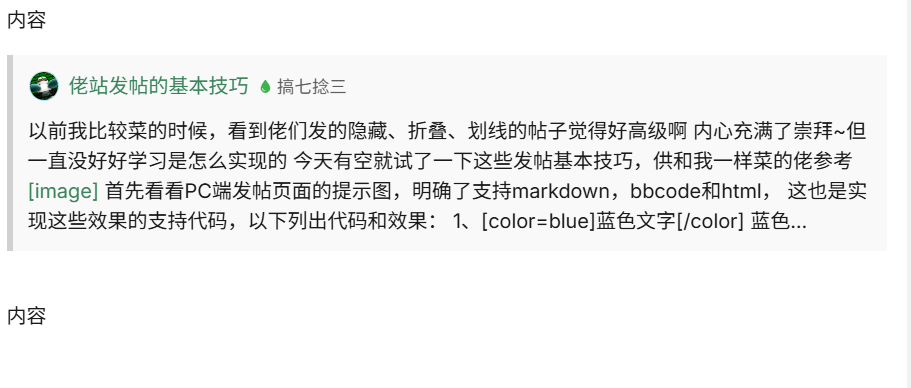 内容
佬站发帖的基本技巧 搞七捻三
以前我比较菜的时候，看到佬们发的隐藏、折叠、划线的帖子觉得好高级啊 内心充满了崇拜~但
一直没好好学习是怎么实现的 今天有空就试了一下这些发帖基本技巧，供和我一样菜的佬参考
[image] 首先看看PC端发帖页面的提示图，明确了支持markdown，bbcode和html， 这也是实
现这些效果的支持代码，以下列出代码和效果： 1、[color=blue]蓝色文字[/color] 蓝色...
内容